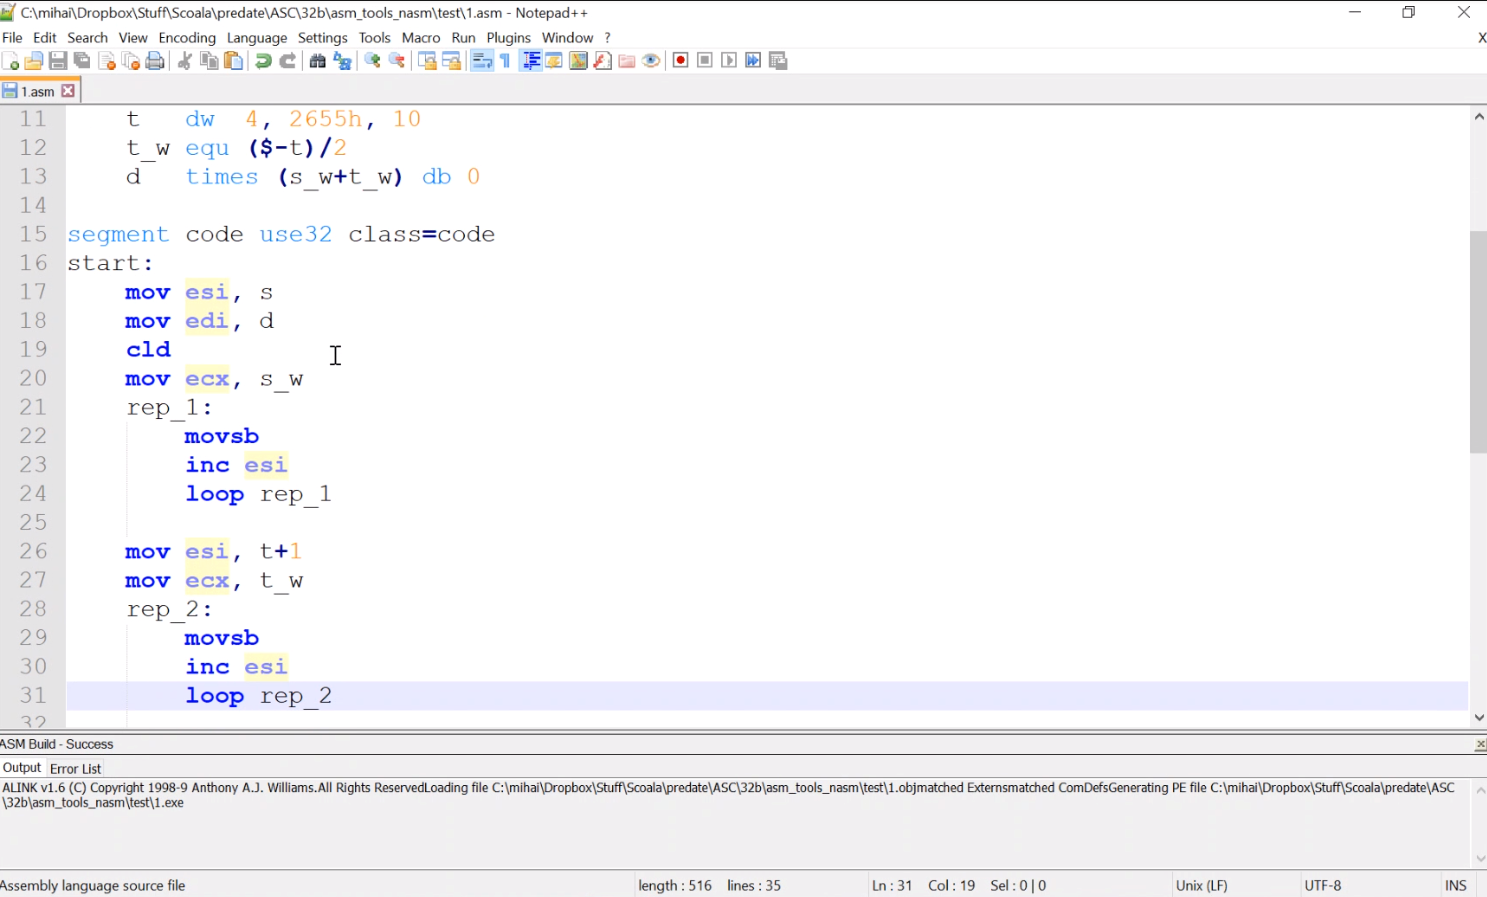 C:\mihai\Dropbox\Stuff\Scoala\predate\ASC\32b\asm_tools_nasm\test\1.asm - Notepad++
File Edit Search View Encoding Language Settings Tools Macro Run Plugins Window ? X
1.asm
11 t dw 4, 2655h, 10
12 t_w equ ($-t)/2
13 d times (s_w+t_w) db 0
14
15 segment code use32 class=code
16 start:
17 mov esi, s
18 mov edi, d
19 cld
20 mov ecx, s_w
21 rep_1:
22 movsb
23 inc esi
24 loop rep_1
25
26 mov esi, t+1
27 mov ecx, t_w
28 rep_2:
29 movsb
30 inc esi
31 loop rep_2
32
ASM Build - Success
Output Error List
ALINK v1.6 (C) Copyright 1998-9 Anthony A.J. Williams.All Rights ReservedLoading file C:\mihai\Dropbox\Stuff\Scoala\predate\ASC\32b\asm_tools_nasm\test\1.objmatched Externsmatched ComDefsGenerating PE file C:\mihai\Dropbox\Stuff\Scoala\predate\ASC
\32b\asm_tools_nasm\test\1.exe
Assembly language source file length : 516 lines : 35 Ln : 31 Col : 19 Sel : 0 | 0 Unix (LF) UTF-8 INS